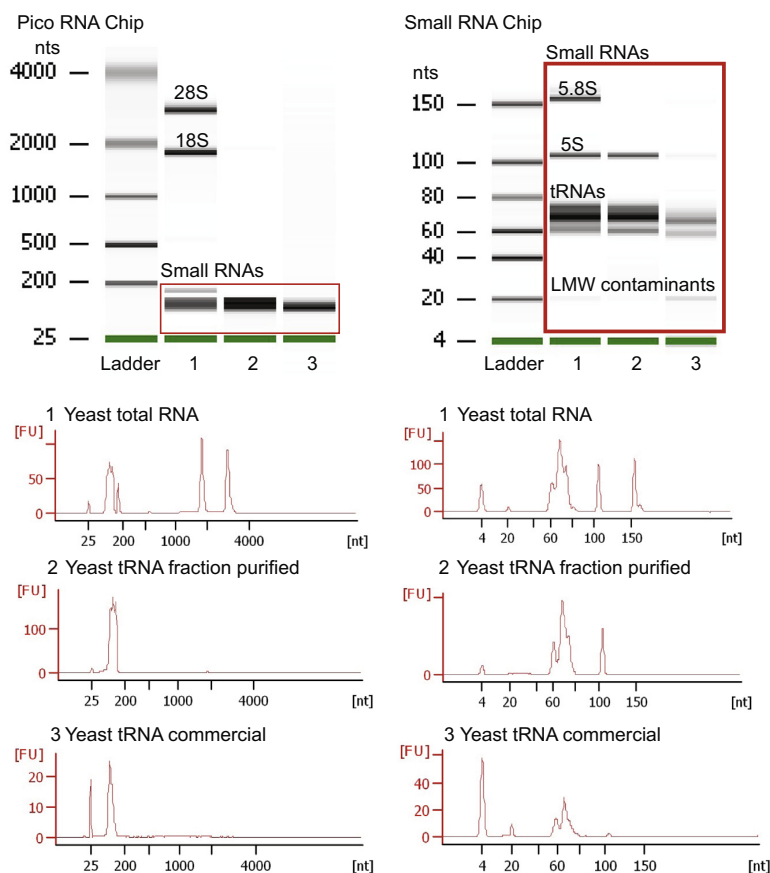 Pico RNA Chip
nts
4000
2000
1000
500
200
25
28S
18S
Small RNAs
Ladder 1 2 3
Small RNA Chip
nts
150
100
80
60
40
20
4
Small RNAs
5.8S
5S
tRNAs
LMW contaminants
Ladder 1 2 3
1 Yeast total RNA
[FU]
50
0
25 200 1000 4000 [nt]
2 Yeast tRNA fraction purified
[FU]
100
0
25 200 1000 4000 [nt]
3 Yeast tRNA commercial
[FU]
20
10
0
25 200 1000 4000 [nt]
1 Yeast total RNA
[FU]
100
50
0
4 20 60 100 150 [nt]
2 Yeast tRNA fraction purified
[FU]
100
0
4 20 60 100 150 [nt]
3 Yeast tRNA commercial
[FU]
40
20
0
4 20 60 100 150 [nt]